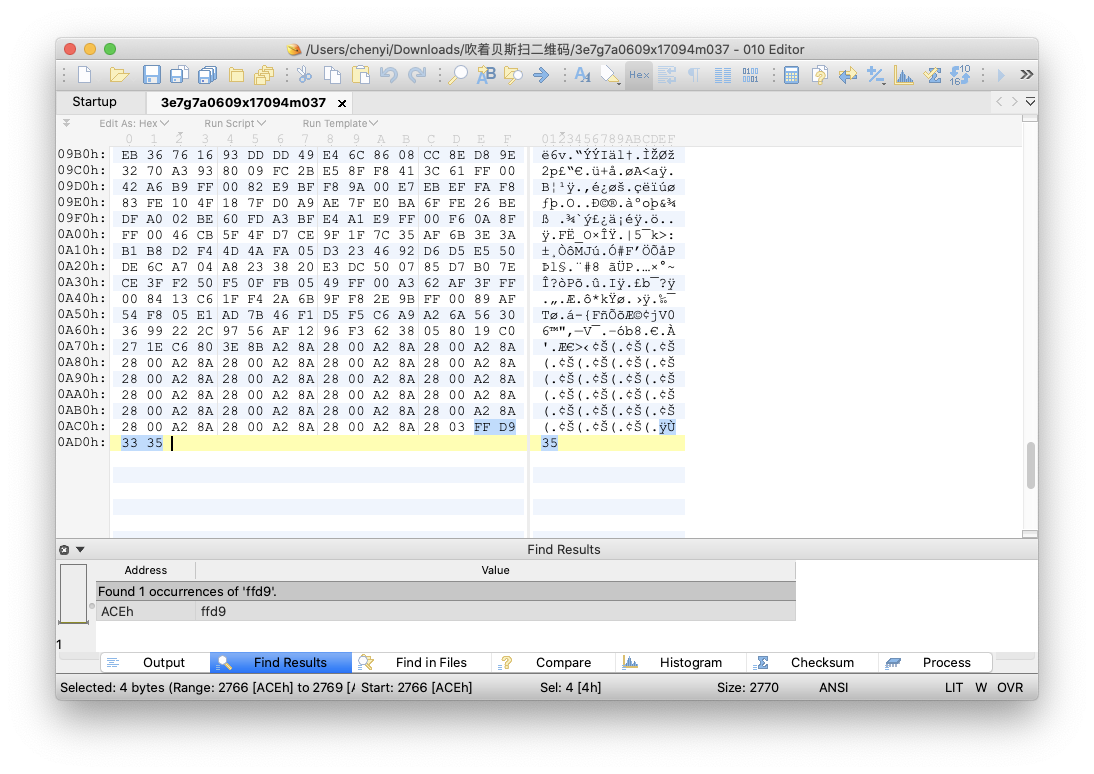 /Users/chenyi/Downloads/吹着贝斯扫二维码/3e7g7a0609x17094m037 - 010 Editor
Startup 3e7g7a0609x17094m037
Edit As: Hex Run Script Run Template
0 1 2 3 4 5 6 7 8 9 A B C D E F 0123456789ABCDEF
09B0h: EB 36 76 16 93 DD DD 49 E4 6C 86 08 CC 8E D8 9E ë6v.“ÝÝIäl†.ÌŽØž
09C0h: 32 70 A3 93 80 09 FC 2B E5 8F F8 41 3C 61 FF 00 2p£“€.ü+å.øA<aÿ.
09D0h: 42 A6 B9 FF 00 82 E9 BF F8 9A 00 E7 EB EF FA F8 B¦¹ÿ.‚é¿øš.çëïúø
09E0h: 83 FE 10 4F 18 7F D0 A9 AE 7F E0 BA 6F FE 26 BE ƒþ.O..Ð©®.àºoþ&¾
09F0h: DF A0 02 BE 60 FD A3 BF E4 A1 E9 FF 00 F6 0A 8F ß .¾`ý£¿ä¡éÿ.ö..
0A00h: FF 00 46 CB 5F 4F D7 CE 9F 1F 7C 35 AF 6B 3E 3A ÿ.FË_O×ÎŸ.|5¯k>:
0A10h: B1 B8 D2 F4 4D 4A FA 05 D3 23 46 92 D6 D5 E5 50 ±¸ÒôMJú.Ó#F’ÖÕåP
0A20h: DE 6C A7 04 A8 23 38 20 E3 DC 50 07 85 D7 B0 7E Þl§.¨#8 ãÜP.…×°~
0A30h: CE 3F F2 50 F5 0F FB 05 49 FF 00 A3 62 AF 3F FF Î?òPõ.û.Iÿ.£b¯?ÿ
0A40h: 00 84 13 C6 1F F4 2A 6B 9F F8 2E 9B FF 00 89 AF .„.Æ.ô*kŸø.›ÿ.‰¯
0A50h: 54 F8 05 E1 AD 7B 46 F1 D5 F5 C6 A9 A2 6A 56 30 Tø.á-{FñÕõÆ©¢jV0
0A60h: 36 99 22 2C 97 56 AF 12 96 F3 62 38 05 80 19 C0 6™",—V¯.–ób8.€.À
0A70h: 27 1E C6 80 3E 8B A2 8A 28 00 A2 8A 28 00 A2 8A '.Æ€>‹¢Š(.¢Š(.¢Š
0A80h: 28 00 A2 8A 28 00 A2 8A 28 00 A2 8A 28 00 A2 8A (.¢Š(.¢Š(.¢Š(.¢Š
0A90h: 28 00 A2 8A 28 00 A2 8A 28 00 A2 8A 28 00 A2 8A (.¢Š(.¢Š(.¢Š(.¢Š
0AA0h: 28 00 A2 8A 28 00 A2 8A 28 00 A2 8A 28 00 A2 8A (.¢Š(.¢Š(.¢Š(.¢Š
0AB0h: 28 00 A2 8A 28 00 A2 8A 28 00 A2 8A 28 00 A2 8A (.¢Š(.¢Š(.¢Š(.¢Š
0AC0h: 28 00 A2 8A 28 00 A2 8A 28 00 A2 8A 28 03 FF D9 (.¢Š(.¢Š(.¢Š(.ÿÙ
0AD0h: 33 35 35
Find Results
Address Value
Found 1 occurrences of 'ffd9'.
ACEh ffd9
1
Output Find Results Find in Files Compare Histogram Checksum Process
Selected: 4 bytes (Range: 2766 [ACEh] to 2769 [A Start: 2766 [ACEh] Sel: 4 [4h] Size: 2770 ANSI LIT W OVR